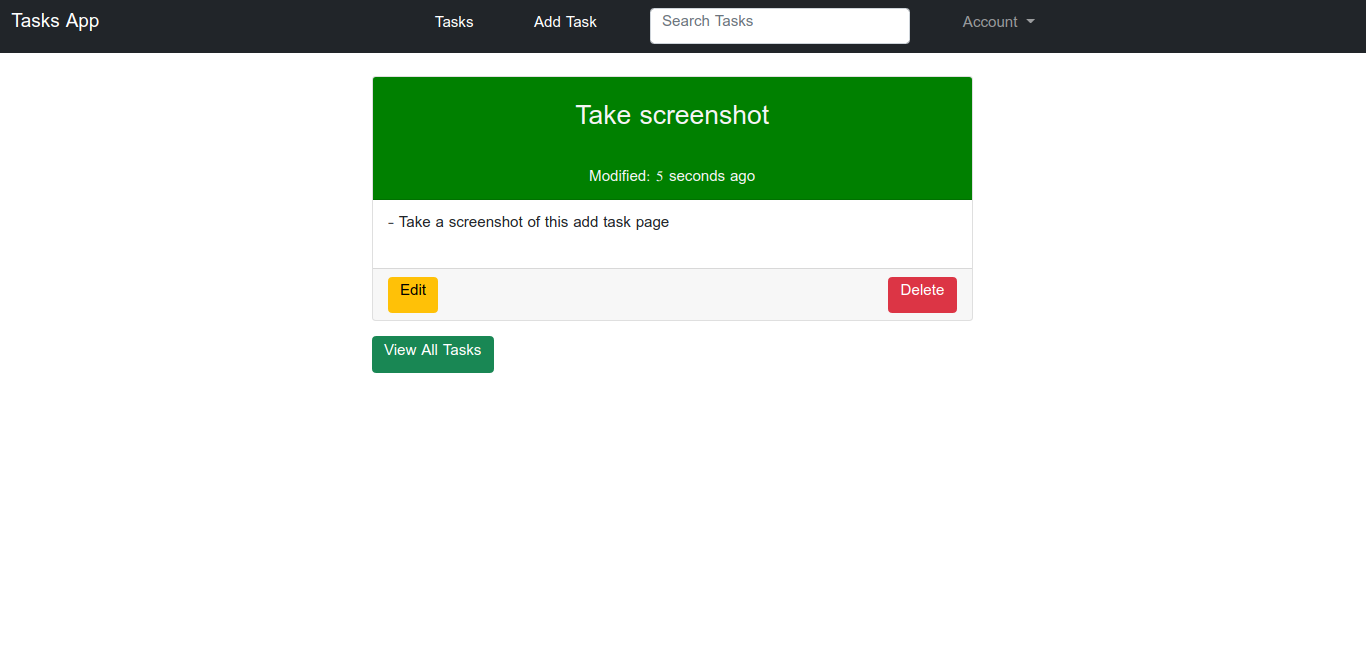 Tasks App
Tasks
Add Task
Search Tasks
Account
Take screenshot
Modified: 5 seconds ago
- Take a screenshot of this add task page
Edit
Delete
View All Tasks